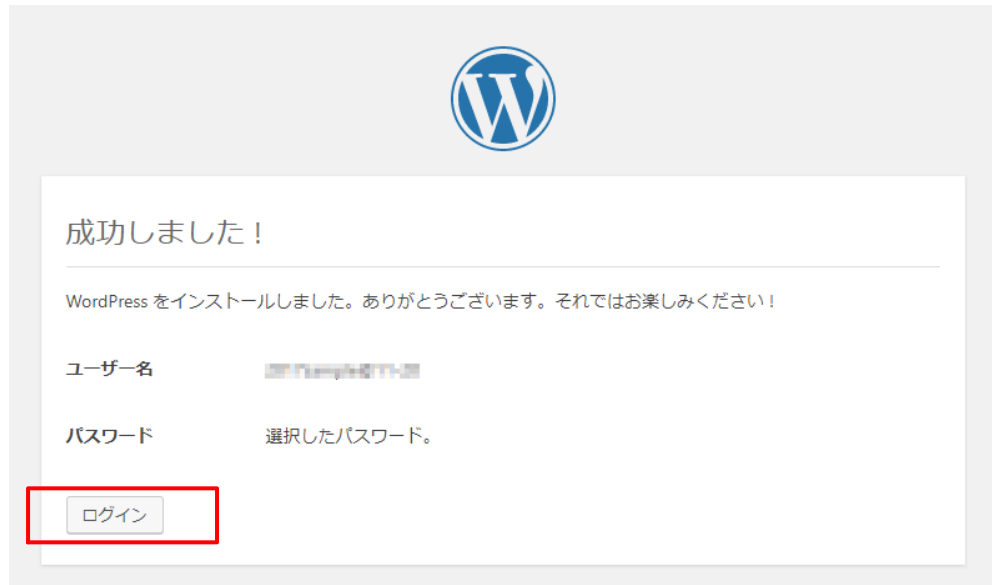 成功しました！
WordPress をインストールしました。ありがとうございます。それではお楽しみください！
ユーザー名
パスワード 選択したパスワード。
ログイン